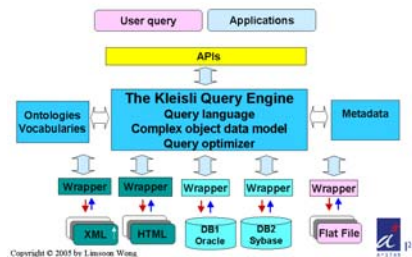 User query
Applications
APIs
The Kleisli Query Engine
Query language
Complex object data model
Query optimizer
Ontologies
Vocabularies
Metadata
Wrapper
Wrapper
Wrapper
Wrapper
Wrapper
XML
HTML
DB1
Oracle
DB2
Sybase
Flat File
Copyright © 2005 by Limsoon Wong